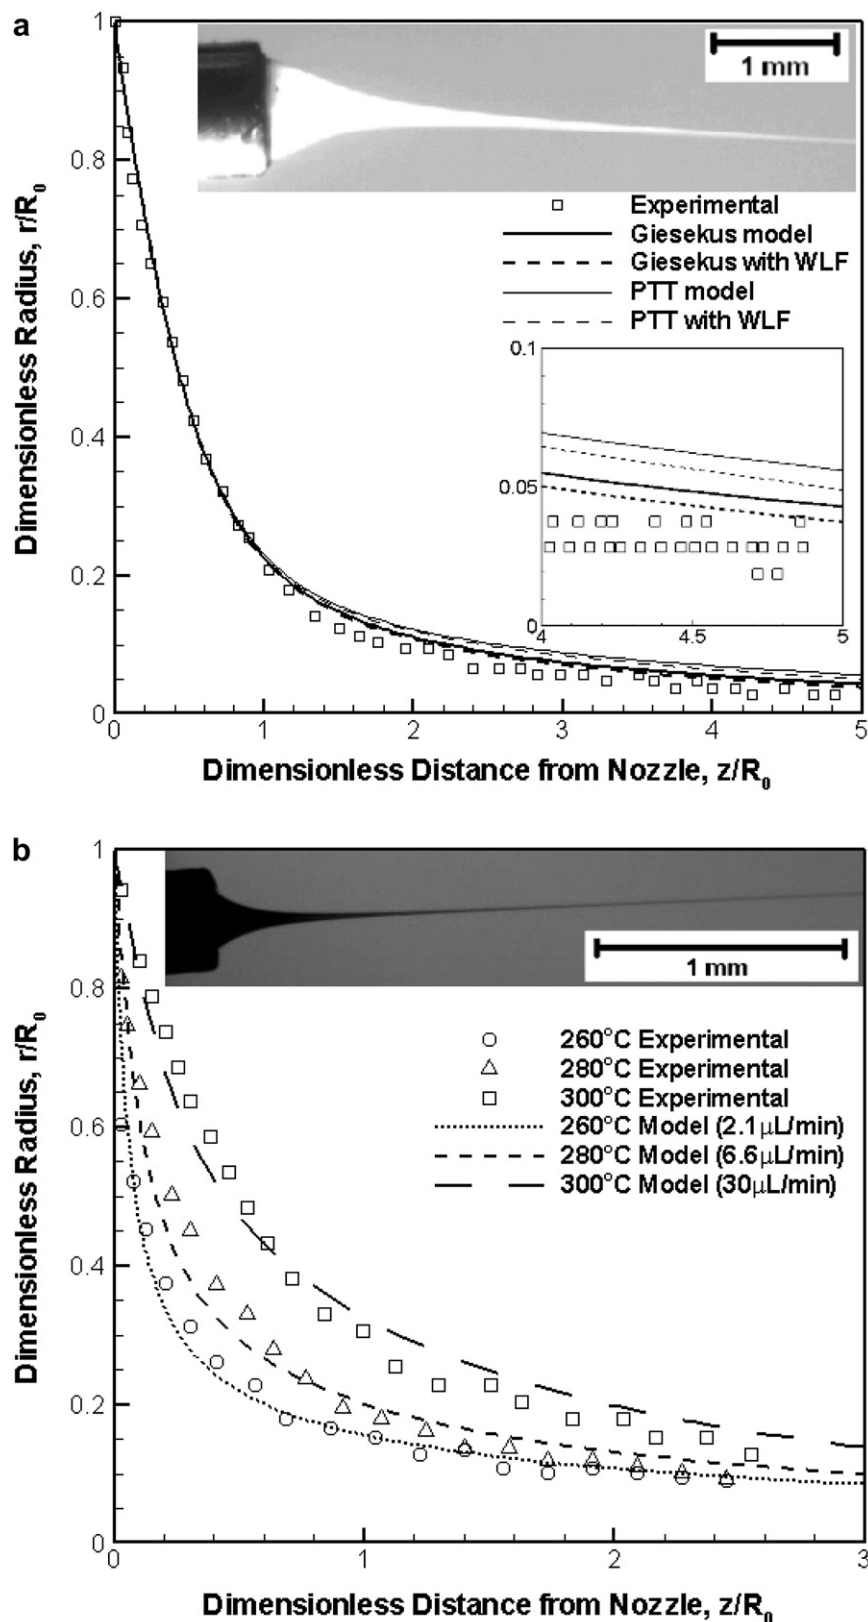 a
1
0.8
0.6
0.4
0.2
0
Dimensionless Radius, r/R₀
1 mm
Experimental
Giesekus model
Giesekus with WLF
PTT model
PTT with WLF
0.1
0.05
0
4
4.5
5
0
1
2
3
4
5
Dimensionless Distance from Nozzle, z/R₀
b
1
0.8
0.6
0.4
0.2
0
Dimensionless Radius, r/R₀
1 mm
260°C Experimental
280°C Experimental
300°C Experimental
260°C Model (2.1μL/min)
280°C Model (6.6μL/min)
300°C Model (30μL/min)
0
1
2
3
Dimensionless Distance from Nozzle, z/R₀